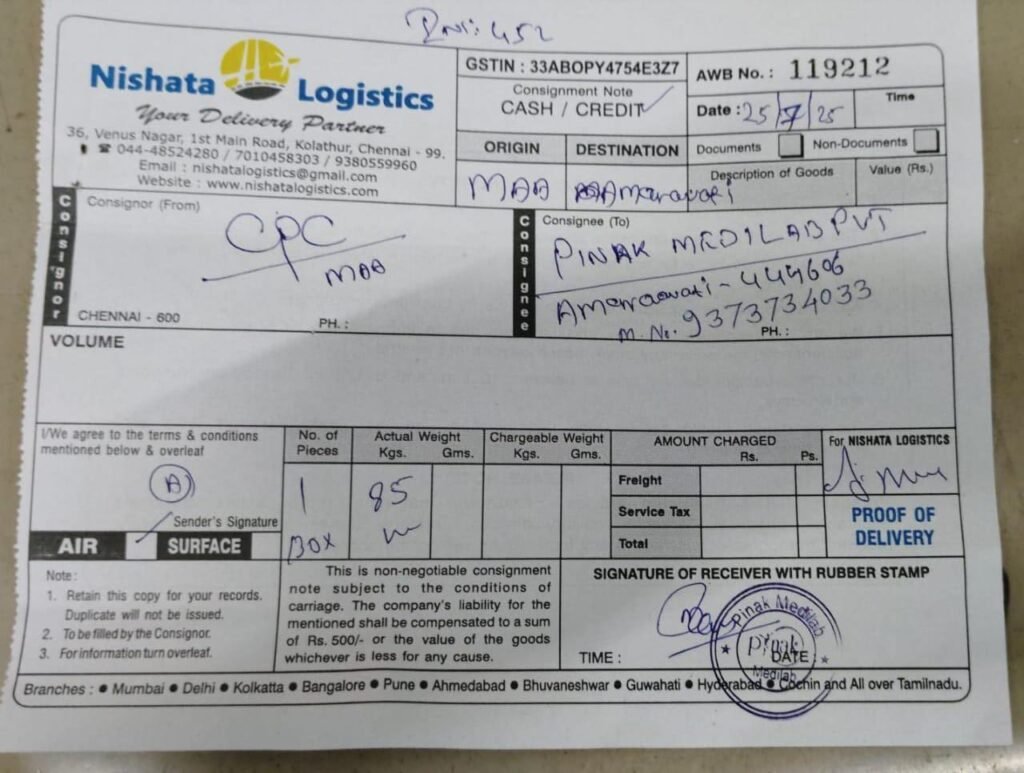 Nishata Logistics
Your Delivery Partner
36, Venus Nagar, 1st Main Road, Kolathur, Chennai - 99.
☎ 044-48524280 / 7010458303 / 9380559960
Email : nishatalogistics@gmail.com
Website : www.nishatalogistics.com
GSTIN : 33ABOPY4754E3Z7
Consignment Note
CASH / CREDIT ✓
AWB No. : 119212
Date : 25/7/25
Time
ORIGIN DESTINATION
MAA Amaravati
Documents Non-Documents
Description of Goods Value (Rs.)
Consignor
Consignor (From)
CPC
MAA
CHENNAI - 600 PH. :
Consignee
Consignee (To)
PINAK MEDILAB PVT
444606
M. No. 9373734033
PH. :
VOLUME
I/We agree to the terms & conditions
mentioned below & overleaf
A
Sender's Signature
AIR SURFACE
No. of Pieces
1
BOX
Actual Weight
Kgs. Gms.
85
Chargeable Weight
Kgs. Gms.
AMOUNT CHARGED
Rs. Ps.
Freight
Service Tax
Total
For NISHATA LOGISTICS
PROOF OF
DELIVERY
Note :
1. Retain this copy for your records.
Duplicate will not be issued.
2. To be filled by the Consignor.
3. For information turn overleaf.
This is non-negotiable consignment
note subject to the conditions of
carriage. The company's liability for the
mentioned shall be compensated to a sum
of Rs. 500/- or the value of the goods
whichever is less for any cause.
SIGNATURE OF RECEIVER WITH RUBBER STAMP
Pinak Medilab
Pinak
Medilab
TIME : DATE
Branches : ● Mumbai ● Delhi ● Kolkatta ● Bangalore ● Pune ● Ahmedabad ● Bhuvaneshwar ● Guwahati ● Hyderabad ● Cochin and All over Tamilnadu.